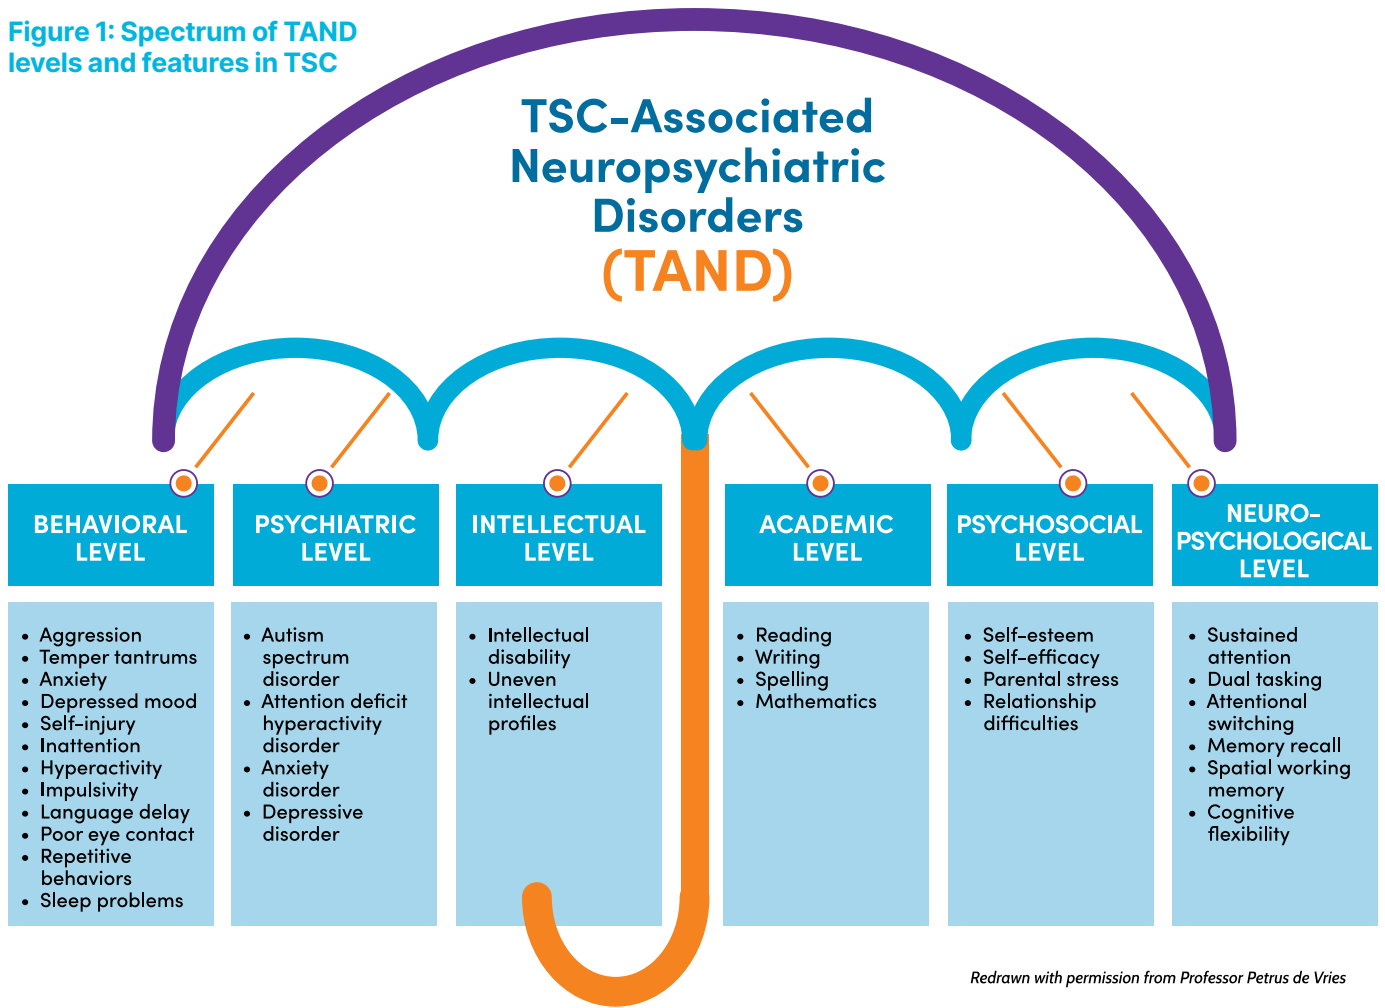 Figure 1: Spectrum of TAND
levels and features in TSC
TSC-Associated
Neuropsychiatric
Disorders
(TAND)
BEHAVIORAL
LEVEL
• Aggression
• Temper tantrums
• Anxiety
• Depressed mood
• Self-injury
• Inattention
• Hyperactivity
• Impulsivity
• Language delay
• Poor eye contact
• Repetitive
behaviors
• Sleep problems
PSYCHIATRIC
LEVEL
• Autism
spectrum
disorder
• Attention deficit
hyperactivity
disorder
• Anxiety
disorder
• Depressive
disorder
INTELLECTUAL
LEVEL
• Intellectual
disability
• Uneven
intellectual
profiles
ACADEMIC
LEVEL
• Reading
• Writing
• Spelling
• Mathematics
PSYCHOSOCIAL
LEVEL
• Self-esteem
• Self-efficacy
• Parental stress
• Relationship
difficulties
NEURO-
PSYCHOLOGICAL
LEVEL
• Sustained
attention
• Dual tasking
• Attentional
switching
• Memory recall
• Spatial working
memory
• Cognitive
flexibility
Redrawn with permission from Professor Petrus de Vries